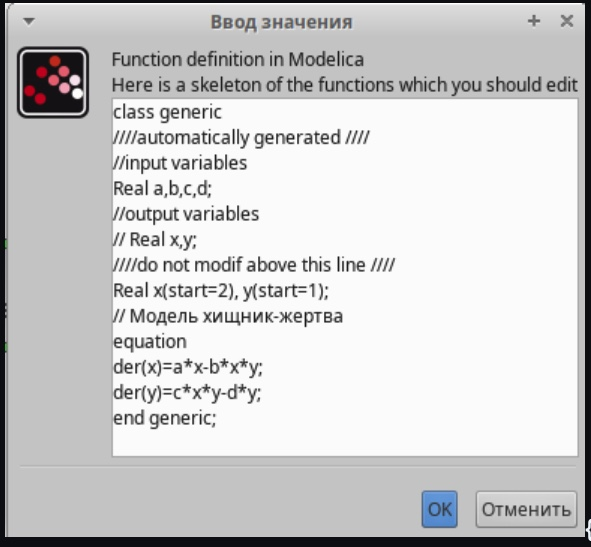 Ввод значения
Function definition in Modelica
Here is a skeleton of the functions which you should edit
class generic
////automatically generated ////
//input variables
Real a,b,c,d;
//output variables
// Real x,y;
////do not modif above this line ////
Real x(start=2), y(start=1);
// Модель хищник-жертва
equation
der(x)=a*x-b*x*y;
der(y)=c*x*y-d*y;
end generic;
OK
Отменить